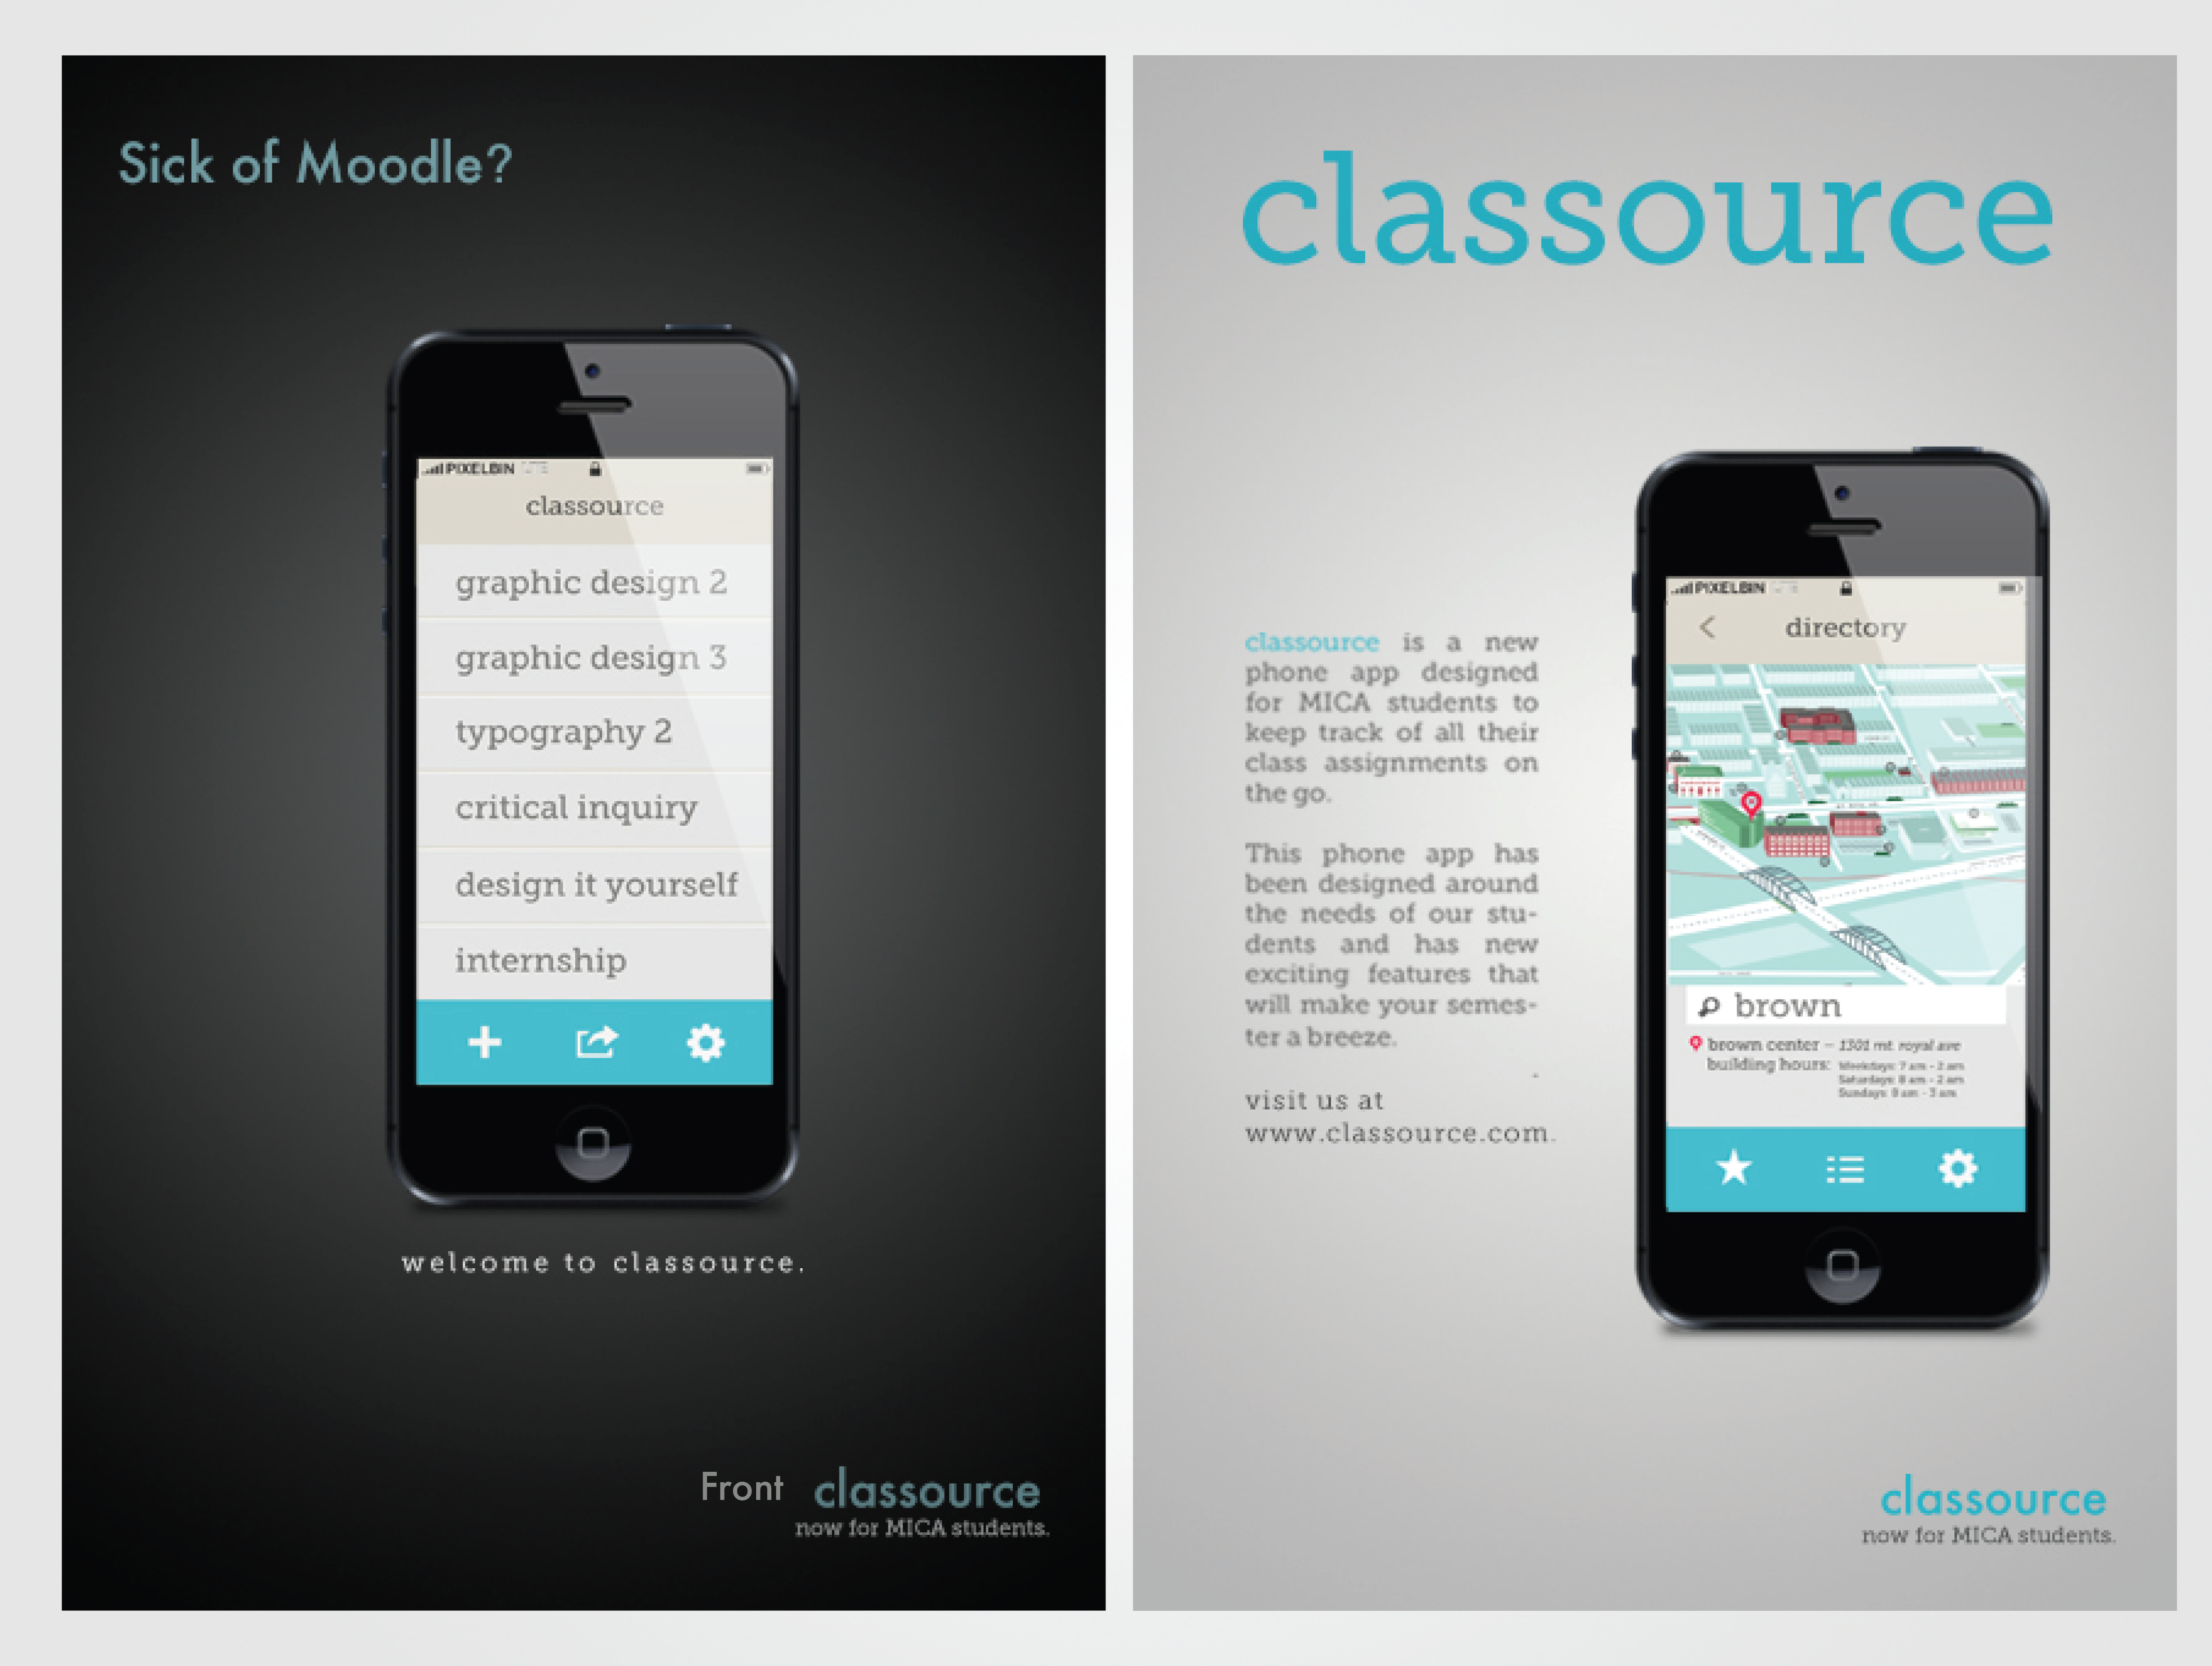 Sick of Moodle?
PIXELBIN LTE
classource
graphic design 2
graphic design 3
typography 2
critical inquiry
design it yourself
internship
welcome to classource.
Front
classource
now for MICA students.
classource
classource is a new
phone app designed
for MICA students to
keep track of all their
class assignments on
the go.
This phone app has
been designed around
the needs of our stu-
dents and has new
exciting features that
will make your semes-
ter a breeze.
visit us at
www.classource.com.
PIXELBIN LTE
directory
brown
brown center – 1301 mt. royal ave
building hours: Weekdays: 7 am - 2 am
Saturdays: 8 am - 2 am
Sundays: 8 am - 3 am
classource
now for MICA students.